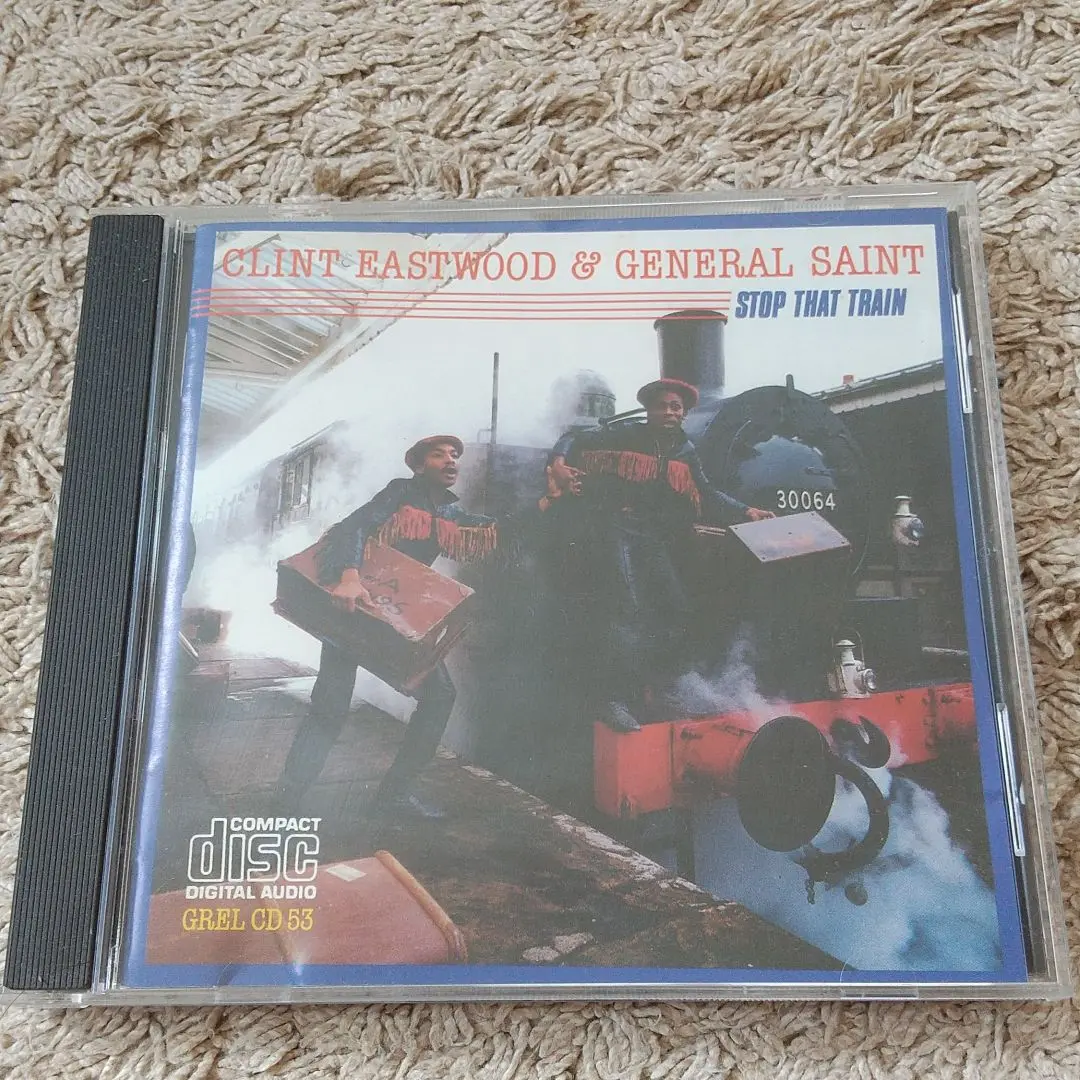 CLINT EASTWOOD & GENERAL SAINT
STOP THAT TRAIN
30064
COMPACT
disc
DIGITAL AUDIO
GREL CD 53